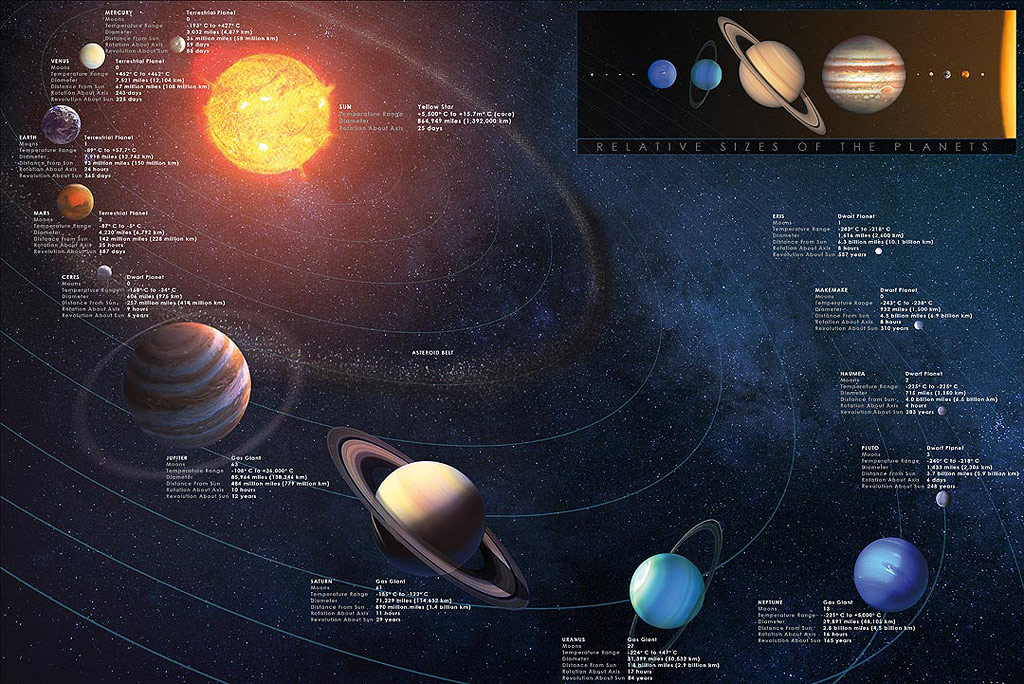 MERCURY Terrestrial Planet
Moons 0
Temperature Range -193° C to +427° C
Diameter 3,032 miles (4,879 km)
Distance From Sun 36 million miles (58 million km)
Rotation About Axis 59 days
Revolution About Sun 88 days
VENUS Terrestrial Planet
Moons 0
Temperature Range +462° C to +462° C
Diameter 7,521 miles (12,104 km)
Distance From Sun 67 million miles (108 million km)
Rotation About Axis 243 days
Revolution About Sun 225 days
EARTH Terrestrial Planet
Moons 1
Temperature Range -89° C to +57.7° C
Diameter 7,918 miles (12,742 km)
Distance From Sun 93 million miles (150 million km)
Rotation About Axis 24 hours
Revolution About Sun 365 days
MARS Terrestrial Planet
Moons 2
Temperature Range -87° C to -5° C
Diameter 4,220 miles (6,792 km)
Distance From Sun 142 million miles (228 million km)
Rotation About Axis 25 hours
Revolution About Sun 687 days
CERES Dwarf Planet
Moons 0
Temperature Range -168° C to -34° C
Diameter 606 miles (975 km)
Distance From Sun 257 million miles (414 million km)
Rotation About Axis 9 hours
Revolution About Sun 5 years
SUN Yellow Star
Temperature Range +5,500° C to +15.7m° C (core)
Diameter 864,949 miles (1,392,000 km)
Rotation About Axis 25 days
RELATIVE SIZES OF THE PLANETS
ASTEROID BELT
JUPITER Gas Giant
Moons 63
Temperature Range -108° C to +24,000° C
Diameter 85,964 miles (138,346 km)
Distance From Sun 484 million miles (779 million km)
Rotation About Axis 10 hours
Revolution About Sun 12 years
SATURN Gas Giant
Moons 61
Temperature Range -185° C to -122° C
Diameter 71,229 miles (114,632 km)
Distance From Sun 890 million miles (1.4 billion km)
Rotation About Axis 11 hours
Revolution About Sun 29 years
URANUS Gas Giant
Moons 27
Temperature Range -224° C to +47° C
Diameter 31,399 miles (50,532 km)
Distance From Sun 1.8 billion miles (2.9 billion km)
Rotation About Axis 17 hours
Revolution About Sun 84 years
NEPTUNE Gas Giant
Moons 13
Temperature Range -221° C to +5,000° C
Diameter 29,891 miles (48,105 km)
Distance From Sun 2.8 billion miles (4.5 billion km)
Rotation About Axis 16 hours
Revolution About Sun 165 years
PLUTO Dwarf Planet
Moons 3
Temperature Range -240° C to -218° C
Diameter 1,433 miles (2,306 km)
Distance From Sun 3.7 billion miles (5.9 billion km)
Rotation About Axis 6 days
Revolution About Sun 248 years
HAUMEA Dwarf Planet
Moons 2
Temperature Range -225° C to -225° C
Diameter 715 miles (1,150 km)
Distance From Sun 4.0 billion miles (6.5 billion km)
Rotation About Axis 4 hours
Revolution About Sun 283 years
MAKEMAKE Dwarf Planet
Moons 0
Temperature Range -243° C to -238° C
Diameter 932 miles (1,500 km)
Distance From Sun 4.3 billion miles (6.9 billion km)
Rotation About Axis 8 hours
Revolution About Sun 310 years
ERIS Dwarf Planet
Moons
Temperature Range -243° C to -218° C
Diameter 1,616 miles (2,600 km)
Distance From Sun 6.3 billion miles (10.1 billion km)
Rotation About Axis 8 hours
Revolution About Sun 557 years